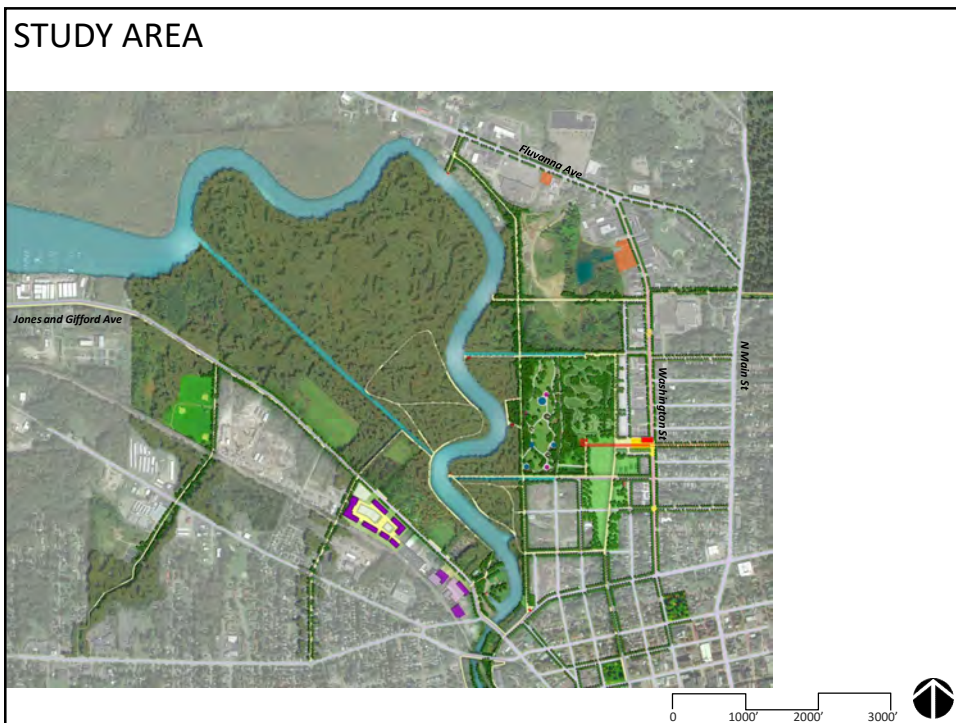 STUDY AREA
Fluvanna Ave
Jones and Gifford Ave
N Main St
Washington St
0 1000' 2000' 3000'